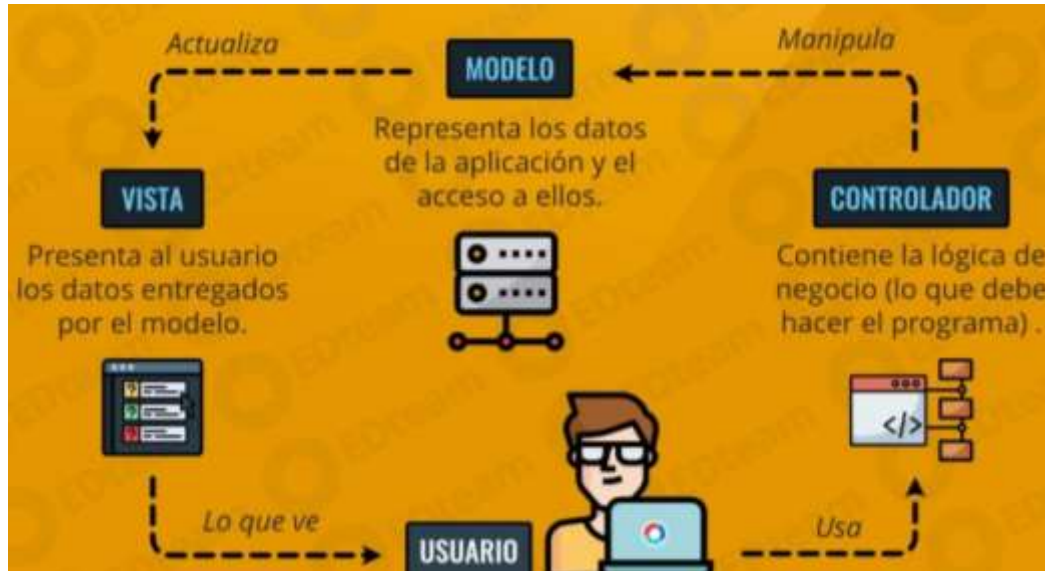 Actualiza
MODELO
Manipula
Representa los datos
de la aplicación y el
acceso a ellos.
VISTA
Presenta al usuario
los datos entregados
por el modelo.
CONTROLADOR
Contiene la lógica de
negocio (lo que debe
hacer el programa) .
</>
Lo que ve
USUARIO
Usa
EDteam